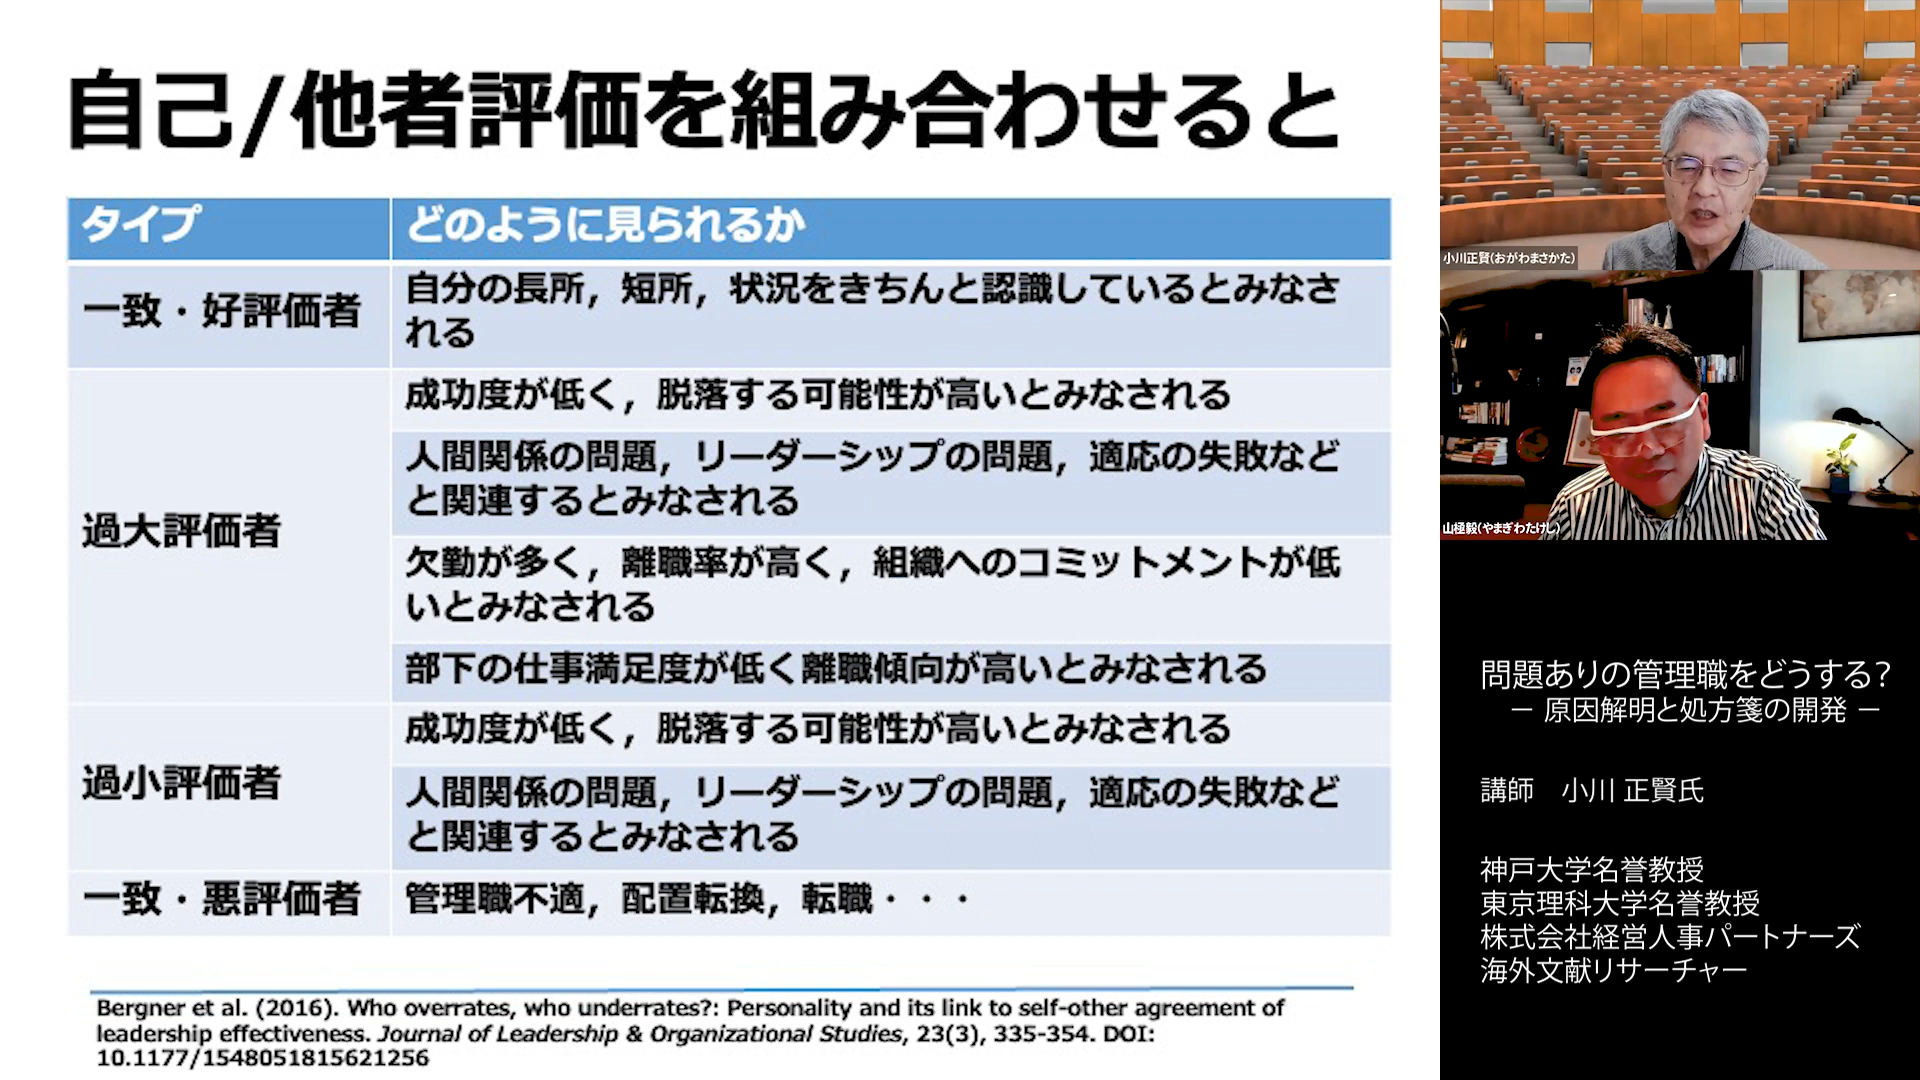 自己/他者評価を組み合わせると
タイプ
どのように見られるか
一致・好評価者
自分の長所，短所，状況をきちんと認識しているとみなさ
れる
過大評価者
成功度が低く，脱落する可能性が高いとみなされる
人間関係の問題，リーダーシップの問題，適応の失敗など
と関連するとみなされる
欠勤が多く，離職率が高く，組織へのコミットメントが低
いとみなされる
部下の仕事満足度が低く離職傾向が高いとみなされる
過小評価者
成功度が低く，脱落する可能性が高いとみなされる
人間関係の問題，リーダーシップの問題，適応の失敗など
と関連するとみなされる
一致・悪評価者
管理職不適，配置転換，転職・・・
Bergner et al. (2016). Who overrates, who underrates?: Personality and its link to self-other agreement of
leadership effectiveness. Journal of Leadership & Organizational Studies, 23(3), 335-354. DOI:
10.1177/1548051815621256
小川正賢(おがわまさかた)
山極毅(やまぎわたけし)
問題ありの管理職をどうする？
－ 原因解明と処方箋の開発 －
講師　小川 正賢氏
神戸大学名誉教授
東京理科大学名誉教授
株式会社経営人事パートナーズ
海外文献リサーチャー